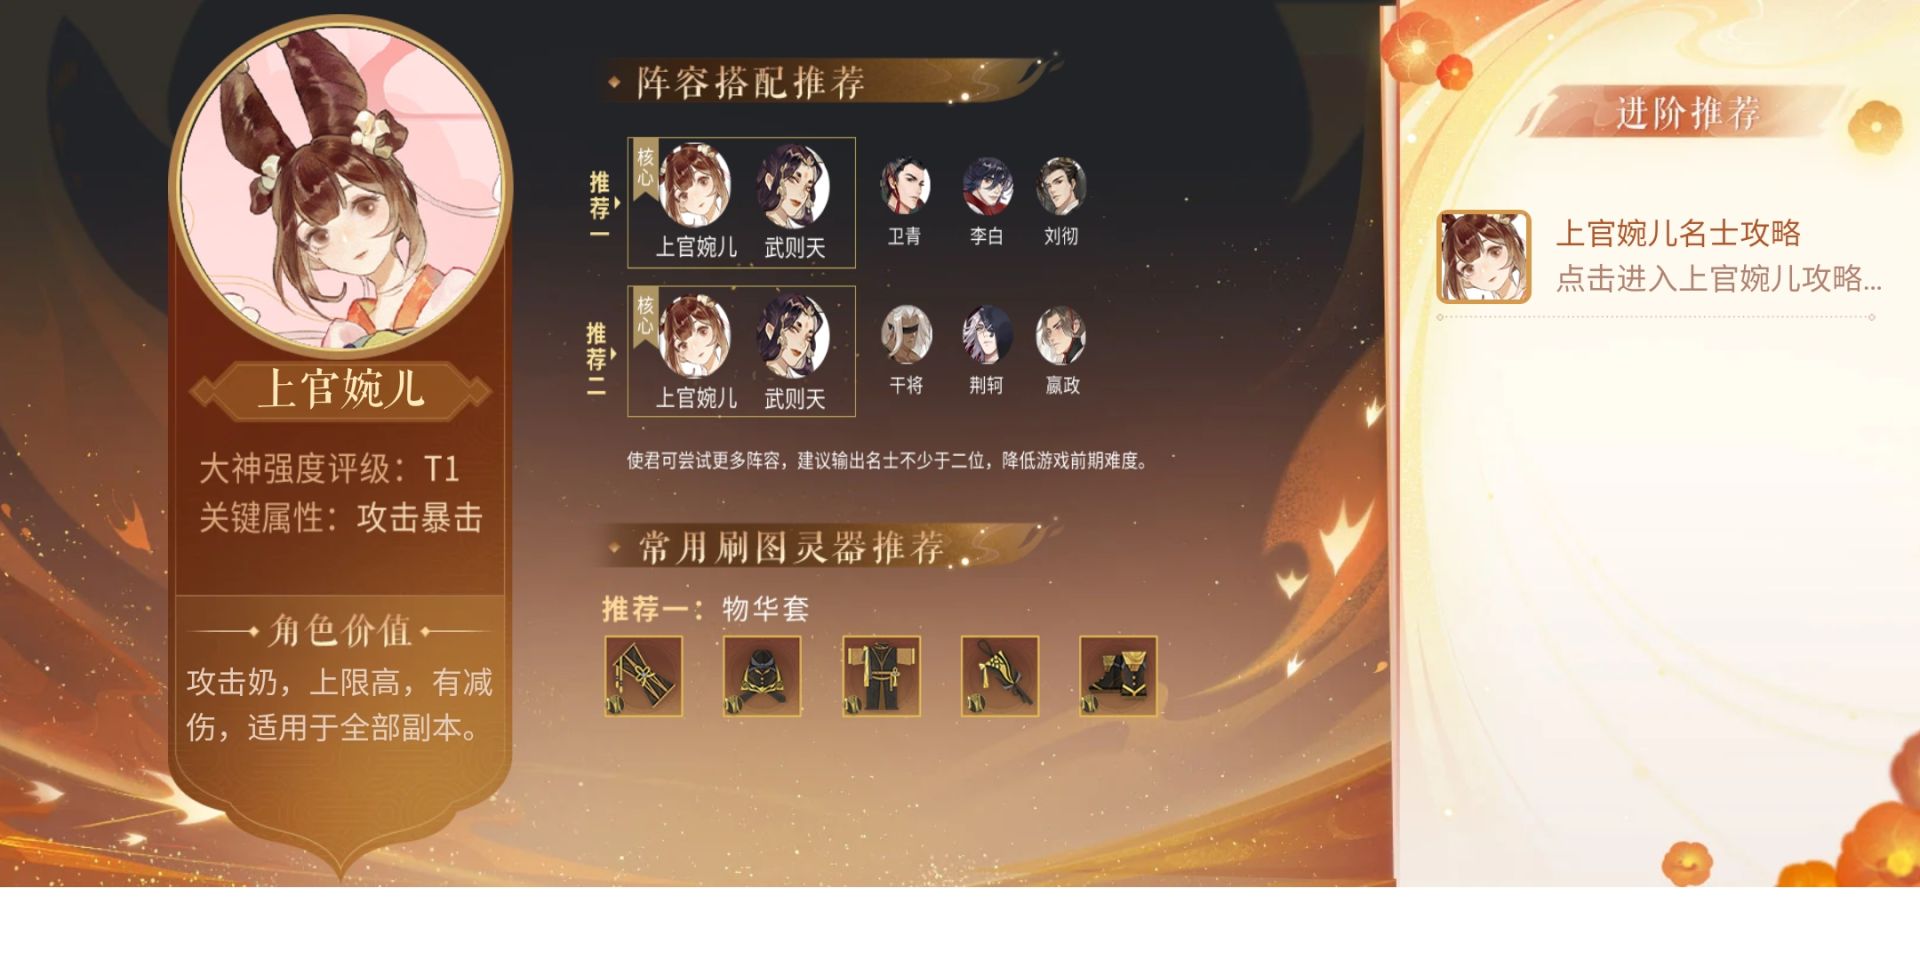 上官婉儿
大神强度评级：T1
关键属性：攻击暴击
角色价值
攻击奶，上限高，有减
伤，适用于全部副本。
阵容搭配推荐
推荐一
核心
上官婉儿
武则天
卫青
李白
刘彻
推荐二
核心
上官婉儿
武则天
干将
荆轲
嬴政
使君可尝试更多阵容，建议输出名士不少于二位，降低游戏前期难度。
常用刷图灵器推荐
推荐一：物华套
进阶推荐
上官婉儿名士攻略
点击进入上官婉儿攻略...